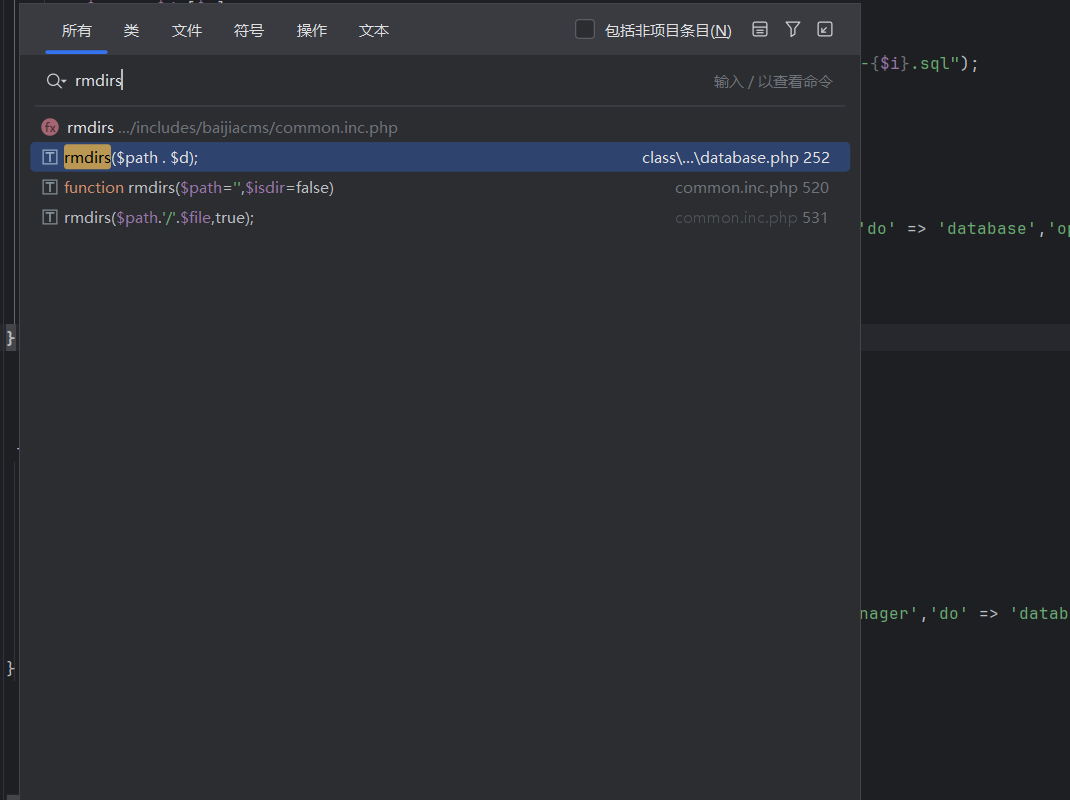 所有 类 文件 符号 操作 文本 包括非项目条目(N)
rmdirs 输入 / 以查看命令
rmdirs .../includes/baijiacms/common.inc.php
rmdirs($path . $d); class\...\database.php 252
function rmdirs($path='',$isdir=false) common.inc.php 520
rmdirs($path.'/'.$file,true); common.inc.php 531
-{$i}.sql");
'do' => 'database','op
}
nager','do' => 'datab
}